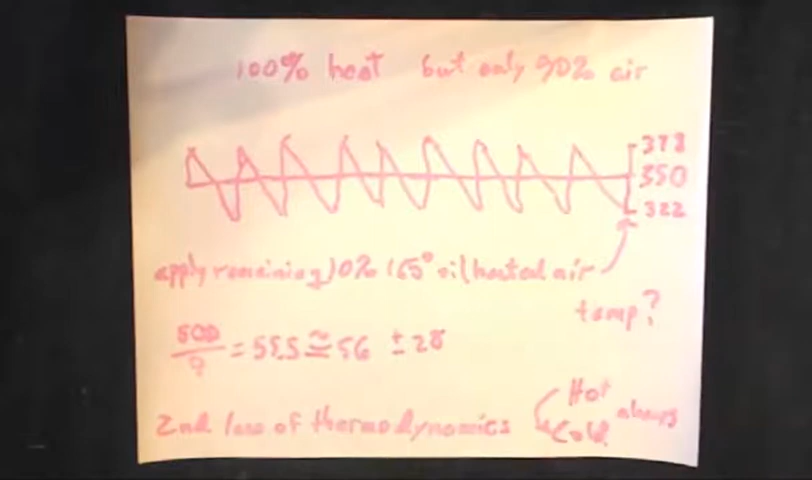 100% heat but only 90% air
378
350
322
apply remaining 10% 165° oil heated air
temp?
500/9 = 55.5 ≅ 56 ± 28
2nd law of thermodynamics
Hot
Cold
always